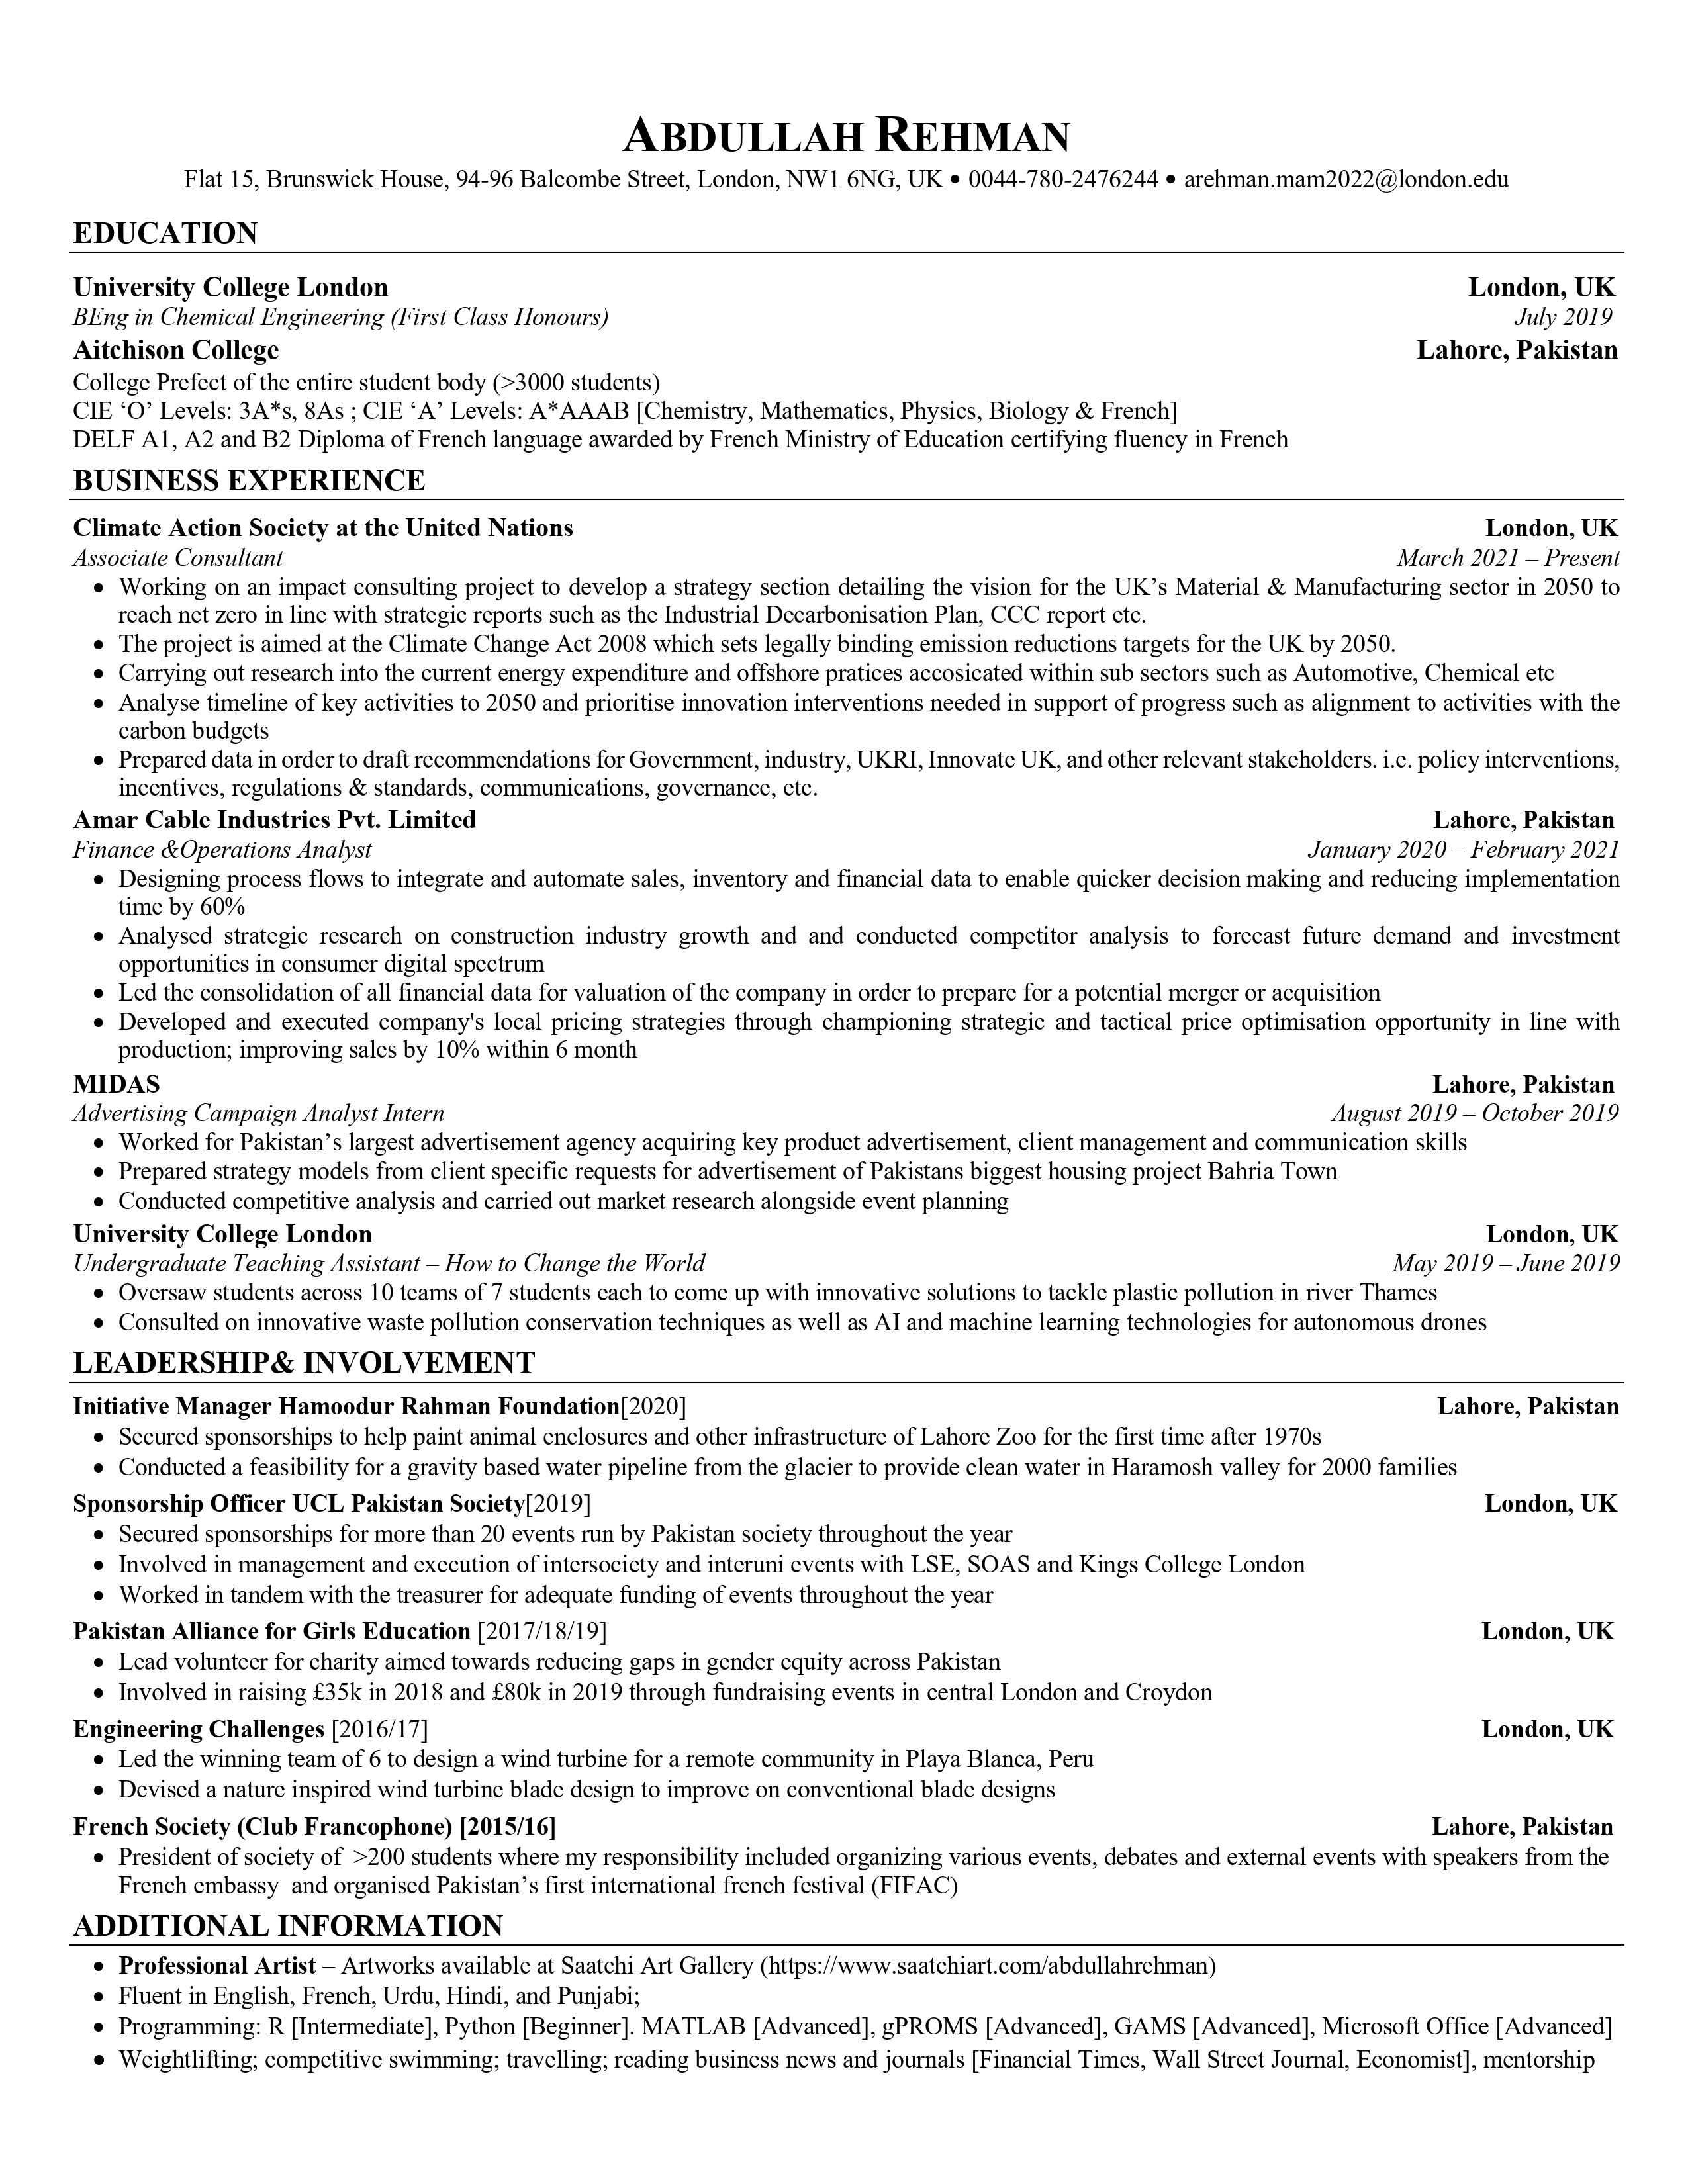 ABDULLAH REHMAN
Flat 15, Brunswick House, 94-96 Balcombe Street, London, NW1 6NG, UK • 0044-780-2476244 • arehman.mam2022@london.edu
EDUCATION
University College London London, UK
BEng in Chemical Engineering (First Class Honours) July 2019
Aitchison College Lahore, Pakistan
College Prefect of the entire student body (>3000 students)
CIE ‘O’ Levels: 3A*s, 8As ; CIE ‘A’ Levels: A*AAAB [Chemistry, Mathematics, Physics, Biology & French]
DELF A1, A2 and B2 Diploma of French language awarded by French Ministry of Education certifying fluency in French
BUSINESS EXPERIENCE
Climate Action Society at the United Nations London, UK
Associate Consultant March 2021 – Present
• Working on an impact consulting project to develop a strategy section detailing the vision for the UK’s Material & Manufacturing sector in 2050 to
reach net zero in line with strategic reports such as the Industrial Decarbonisation Plan, CCC report etc.
• The project is aimed at the Climate Change Act 2008 which sets legally binding emission reductions targets for the UK by 2050.
• Carrying out research into the current energy expenditure and offshore pratices accosicated within sub sectors such as Automotive, Chemical etc
• Analyse timeline of key activities to 2050 and prioritise innovation interventions needed in support of progress such as alignment to activities with the
carbon budgets
• Prepared data in order to draft recommendations for Government, industry, UKRI, Innovate UK, and other relevant stakeholders. i.e. policy interventions,
incentives, regulations & standards, communications, governance, etc.
Amar Cable Industries Pvt. Limited Lahore, Pakistan
Finance &Operations Analyst January 2020 – February 2021
• Designing process flows to integrate and automate sales, inventory and financial data to enable quicker decision making and reducing implementation
time by 60%
• Analysed strategic research on construction industry growth and and conducted competitor analysis to forecast future demand and investment
opportunities in consumer digital spectrum
• Led the consolidation of all financial data for valuation of the company in order to prepare for a potential merger or acquisition
• Developed and executed company's local pricing strategies through championing strategic and tactical price optimisation opportunity in line with
production; improving sales by 10% within 6 month
MIDAS Lahore, Pakistan
Advertising Campaign Analyst Intern August 2019 – October 2019
• Worked for Pakistan’s largest advertisement agency acquiring key product advertisement, client management and communication skills
• Prepared strategy models from client specific requests for advertisement of Pakistans biggest housing project Bahria Town
• Conducted competitive analysis and carried out market research alongside event planning
University College London London, UK
Undergraduate Teaching Assistant – How to Change the World May 2019 – June 2019
• Oversaw students across 10 teams of 7 students each to come up with innovative solutions to tackle plastic pollution in river Thames
• Consulted on innovative waste pollution conservation techniques as well as AI and machine learning technologies for autonomous drones
LEADERSHIP& INVOLVEMENT
Initiative Manager Hamoodur Rahman Foundation[2020] Lahore, Pakistan
• Secured sponsorships to help paint animal enclosures and other infrastructure of Lahore Zoo for the first time after 1970s
• Conducted a feasibility for a gravity based water pipeline from the glacier to provide clean water in Haramosh valley for 2000 families
Sponsorship Officer UCL Pakistan Society[2019] London, UK
• Secured sponsorships for more than 20 events run by Pakistan society throughout the year
• Involved in management and execution of intersociety and interuni events with LSE, SOAS and Kings College London
• Worked in tandem with the treasurer for adequate funding of events throughout the year
Pakistan Alliance for Girls Education [2017/18/19] London, UK
• Lead volunteer for charity aimed towards reducing gaps in gender equity across Pakistan
• Involved in raising £35k in 2018 and £80k in 2019 through fundraising events in central London and Croydon
Engineering Challenges [2016/17] London, UK
• Led the winning team of 6 to design a wind turbine for a remote community in Playa Blanca, Peru
• Devised a nature inspired wind turbine blade design to improve on conventional blade designs
French Society (Club Francophone) [2015/16] Lahore, Pakistan
• President of society of >200 students where my responsibility included organizing various events, debates and external events with speakers from the
French embassy and organised Pakistan’s first international french festival (FIFAC)
ADDITIONAL INFORMATION
• Professional Artist – Artworks available at Saatchi Art Gallery (https://www.saatchiart.com/abdullahrehman)
• Fluent in English, French, Urdu, Hindi, and Punjabi;
• Programming: R [Intermediate], Python [Beginner]. MATLAB [Advanced], gPROMS [Advanced], GAMS [Advanced], Microsoft Office [Advanced]
• Weightlifting; competitive swimming; travelling; reading business news and journals [Financial Times, Wall Street Journal, Economist], mentorship